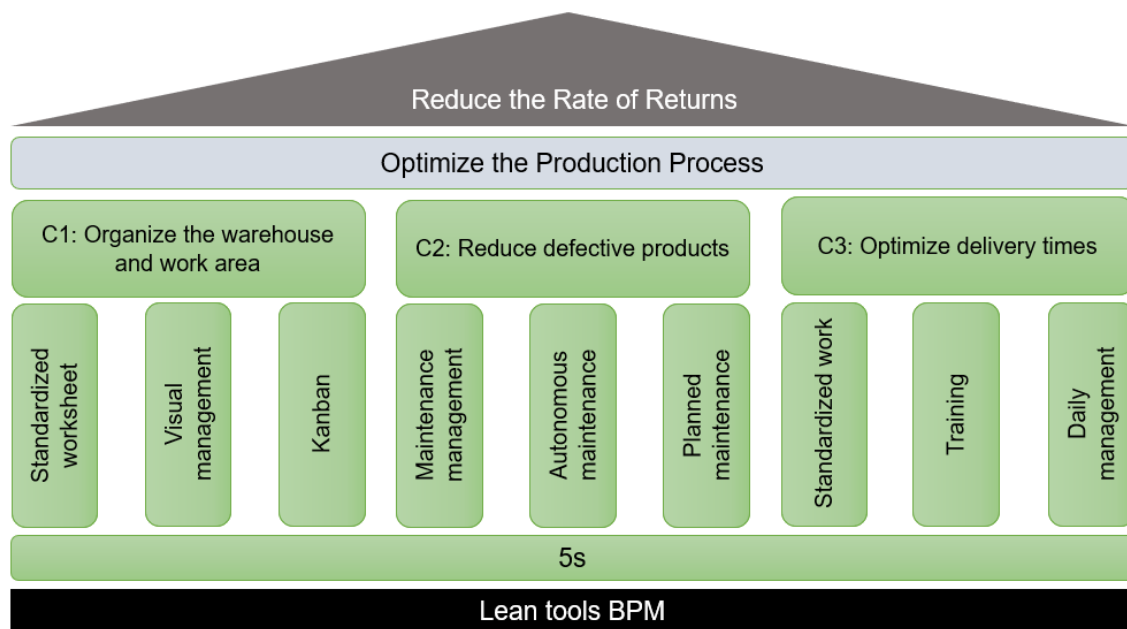 Reduce the Rate of Returns
Optimize the Production Process
C1: Organize the warehouse
and work area
C2: Reduce defective products
C3: Optimize delivery times
Standardized
worksheet
Visual
management
Kanban
Maintenance
management
Autonomous
maintenance
Planned
maintenance
Standardized work
Training
Daily
management
5s
Lean tools BPM